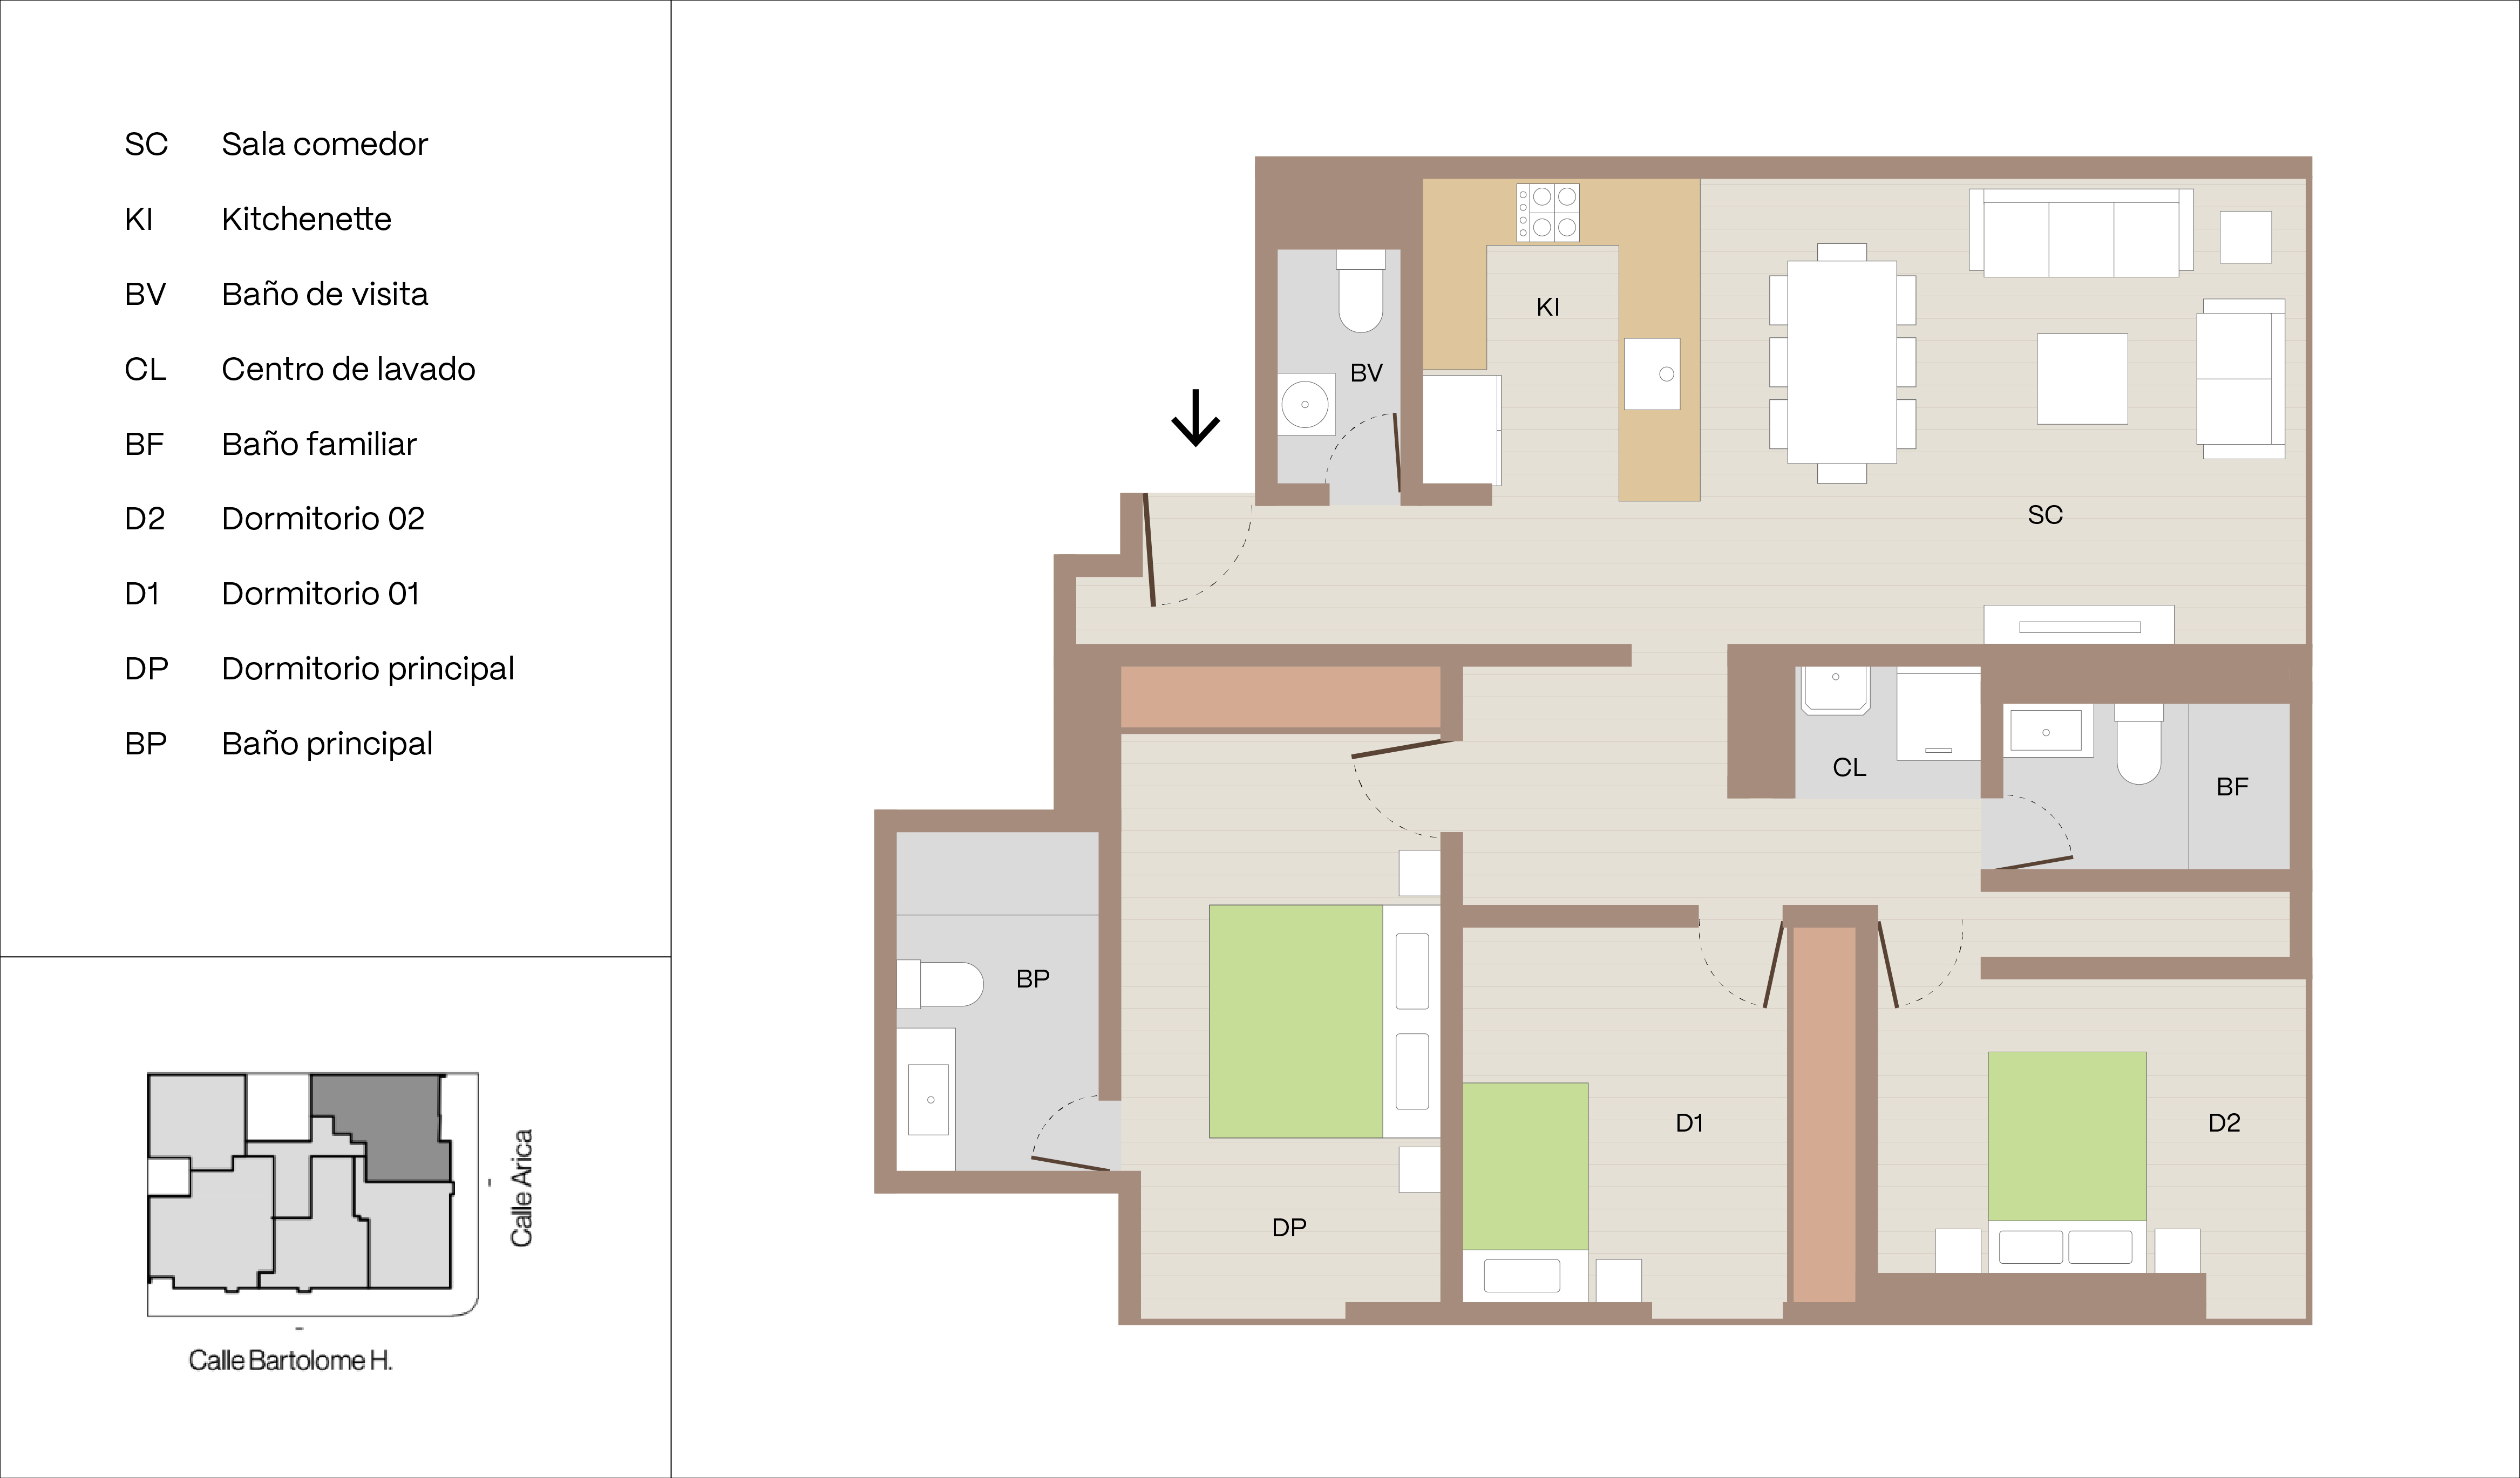 SC Sala comedor
KI Kitchenette
BV Baño de visita
CL Centro de lavado
BF Baño familiar
D2 Dormitorio 02
D1 Dormitorio 01
DP Dormitorio principal
BP Baño principal
Calle Arica
Calle Bartolome H.
KI
BV
SC
CL
BF
BP
D1
D2
DP